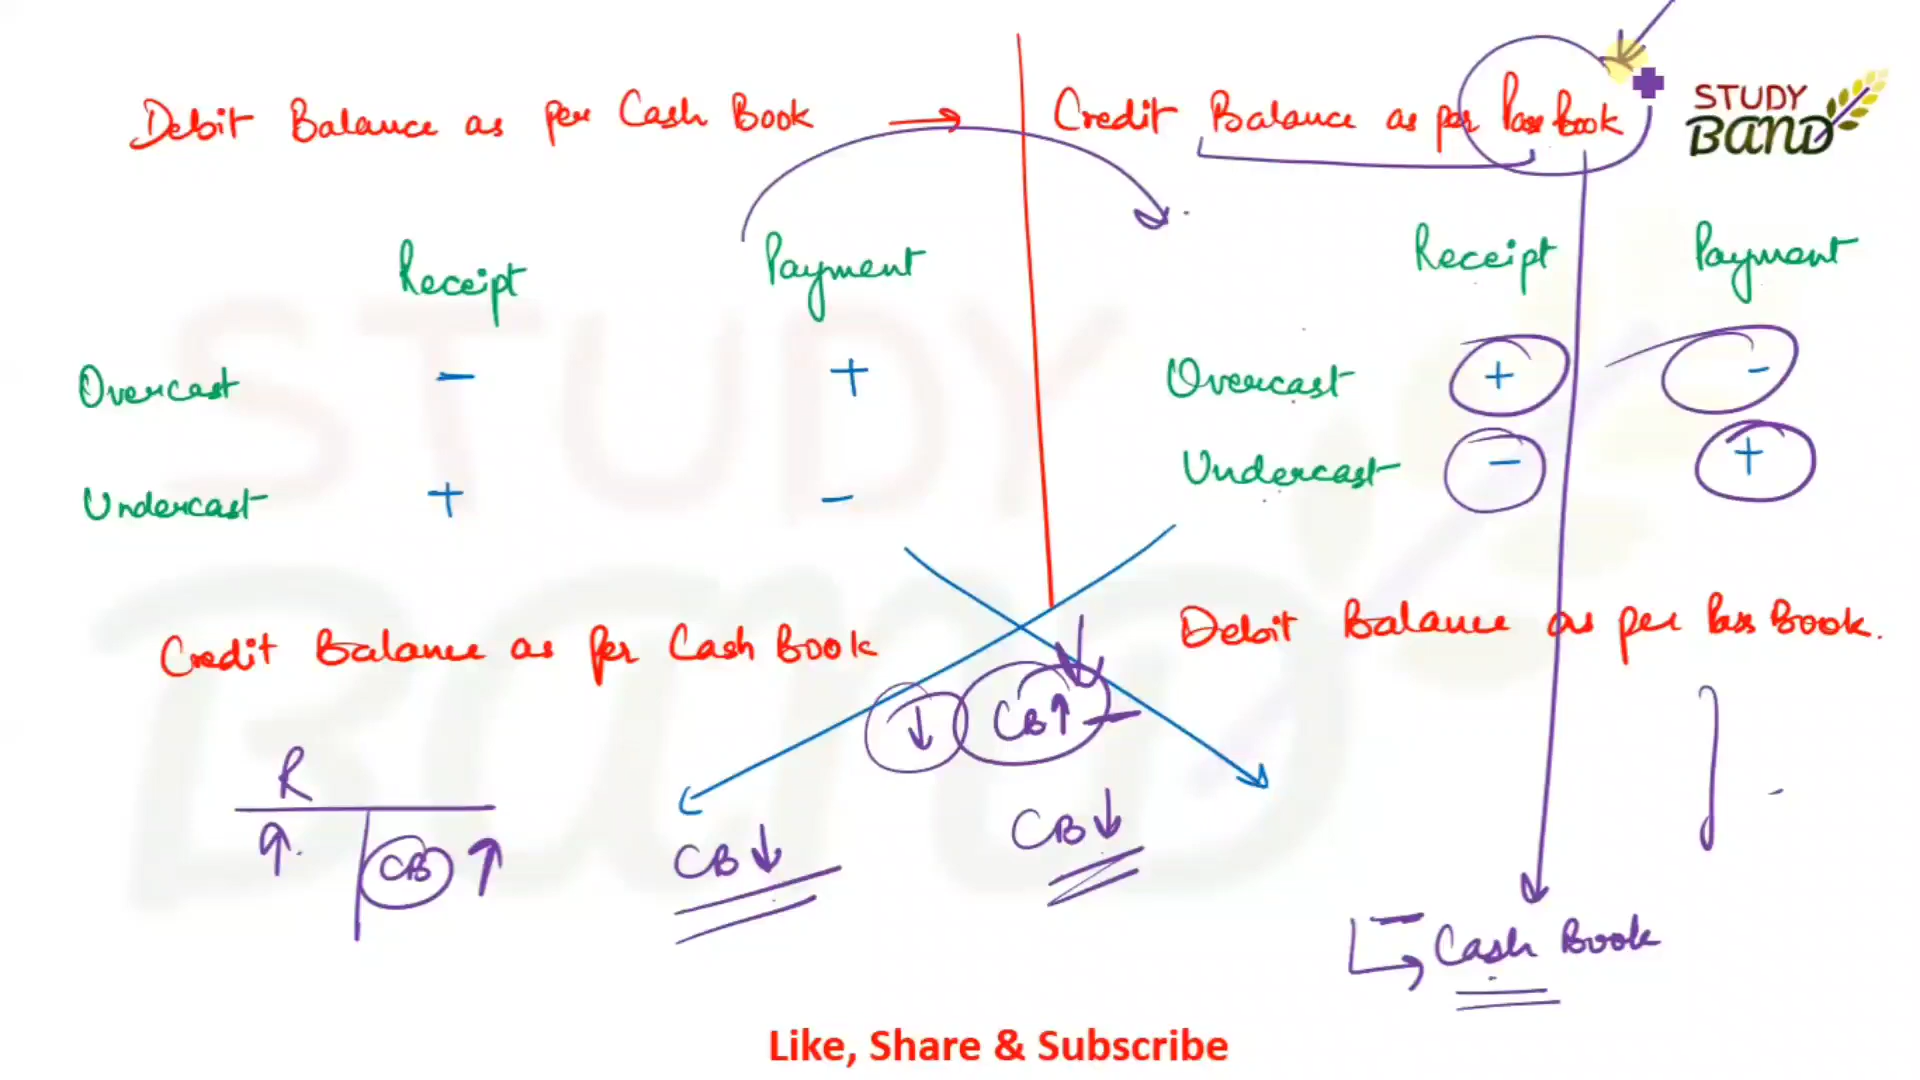 Debit Balance as per Cash Book → Credit Balance as per Pass Book
STUDY
BAND
Receipt Payment Receipt Payment
Overcast - + Overcast + -
Undercast + - Undercast - +
Credit Balance as Per Cash Book Debit Balance as per Pass Book.
↓ CB↑ -
R
↑ CB ↑
CB↓ CB↓
Cash Book
STUDY
BAND
Like, Share & Subscribe